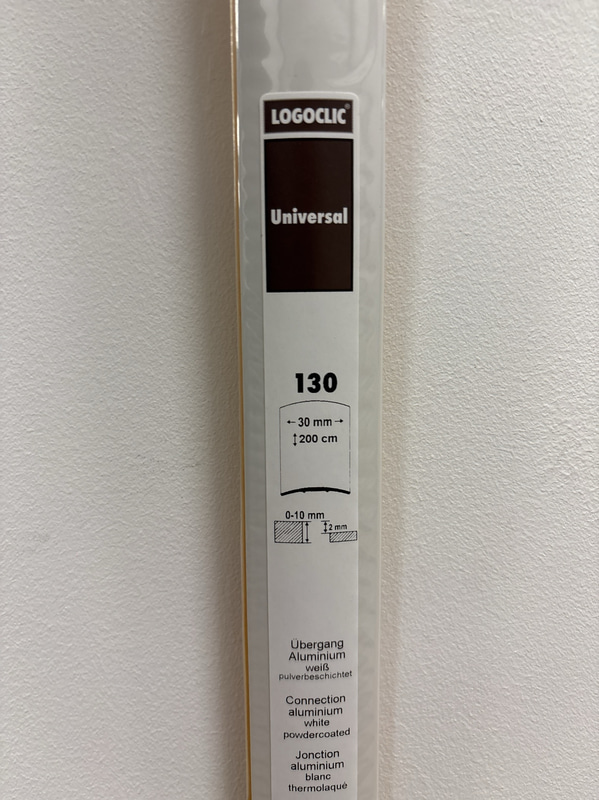 LOGOCLIC®
Universal
130
30 mm
200 cm
0-10 mm
2 mm
Übergang
Aluminium
weiß
pulverbeschichtet
Connection
aluminium
white
powdercoated
Jonction
aluminium
blanc
thermolaqué